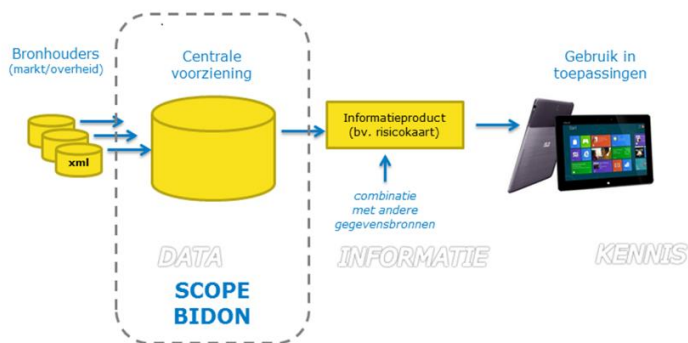 Bronhouders
(markt/overheid)
xml
Centrale
voorziening
Informatieproduct
(bv. risicokaart)
combinatie
met andere
gegevensbronnen
Gebruik in
toepassingen
DATA
INFORMATIE
KENNIS
SCOPE
BIDON